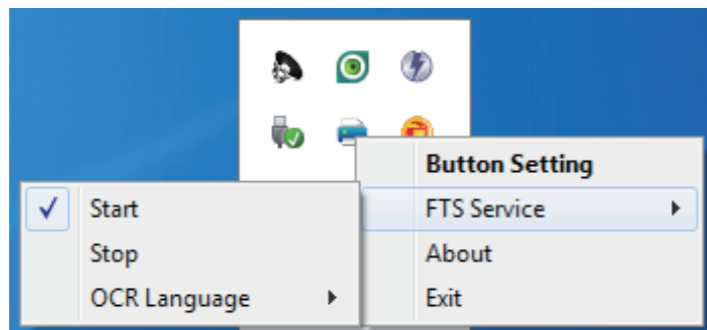 Button Setting
FTS Service
About
Exit
Start
Stop
OCR Language